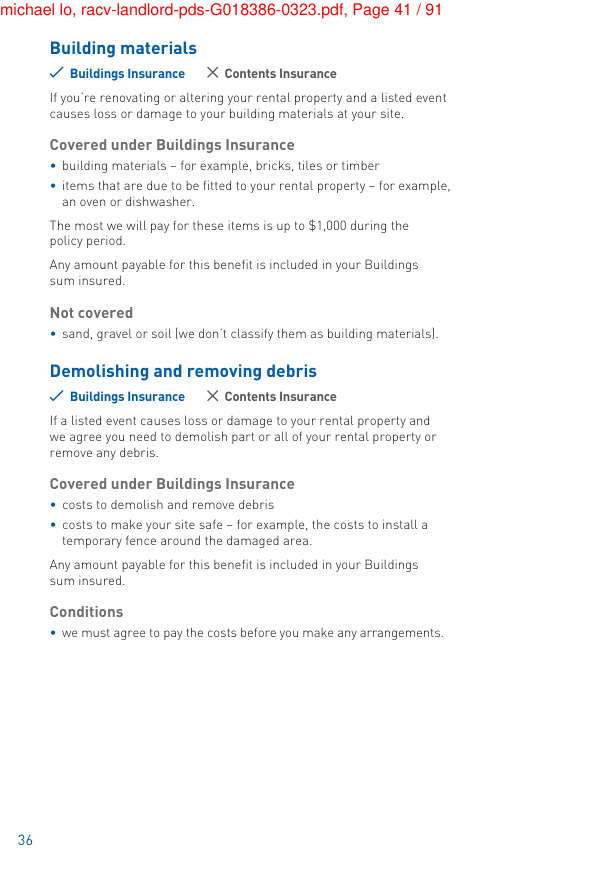 michael lo, racv-landlord-pds-G018386-0323.pdf, Page 41 / 91
Building materials
✓ Buildings Insurance ✕ Contents Insurance
If you're renovating or altering your rental property and a listed event
causes loss or damage to your building materials at your site.
Covered under Buildings Insurance
• building materials – for example, bricks, tiles or timber
• items that are due to be fitted to your rental property – for example,
an oven or dishwasher.
The most we will pay for these items is up to $1,000 during the
policy period.
Any amount payable for this benefit is included in your Buildings
sum insured.
Not covered
• sand, gravel or soil (we don't classify them as building materials).
Demolishing and removing debris
✓ Buildings Insurance ✕ Contents Insurance
If a listed event causes loss or damage to your rental property and
we agree you need to demolish part or all of your rental property or
remove any debris.
Covered under Buildings Insurance
• costs to demolish and remove debris
• costs to make your site safe – for example, the costs to install a
temporary fence around the damaged area.
Any amount payable for this benefit is included in your Buildings
sum insured.
Conditions
• we must agree to pay the costs before you make any arrangements.
36